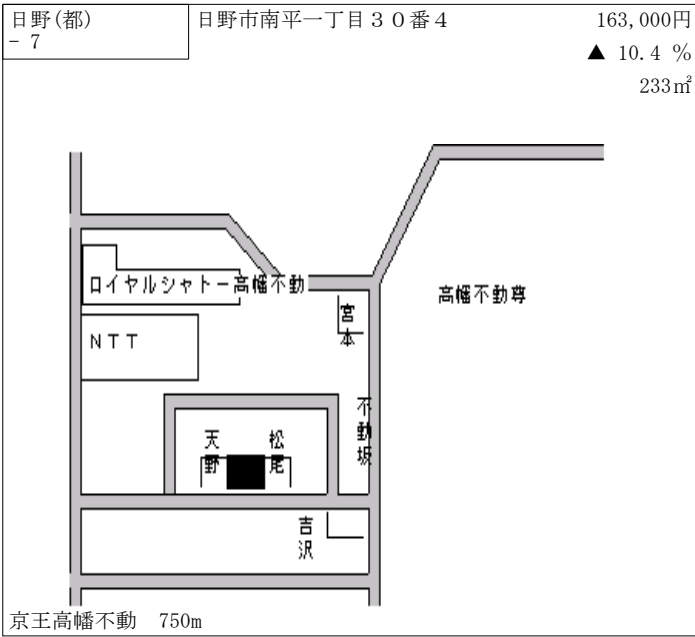 日野(都)
－ 7
日野市南平一丁目３０番４
163,000円
▲ 10.4 %
233㎡
ロイヤルシャトー高幡不動
高幡不動尊
宮本
ＮＴＴ
不動坂
天野
松尾
吉沢
京王高幡不動　750m